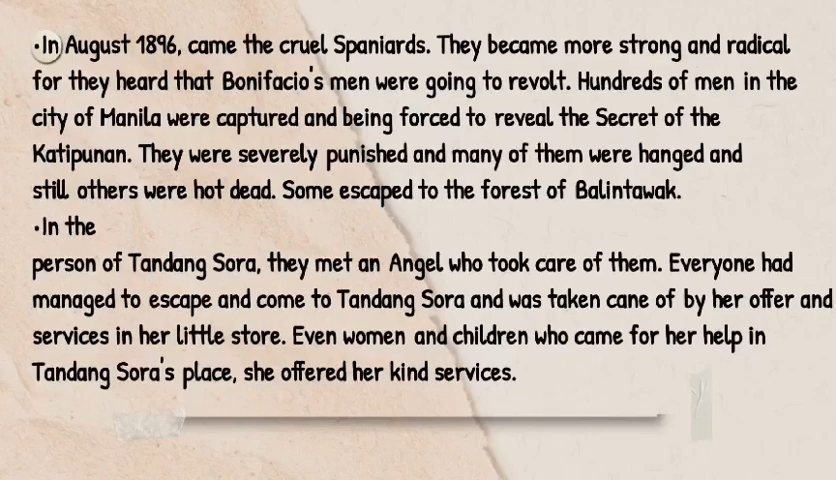 •In August 1896, came the cruel Spaniards. They became more strong and radical
for they heard that Bonifacio's men were going to revolt. Hundreds of men in the
city of Manila were captured and being forced to reveal the Secret of the
Katipunan. They were severely punished and many of them were hanged and
still others were hot dead. Some escaped to the forest of Balintawak.
•In the
person of Tandang Sora, they met an Angel who took care of them. Everyone had
managed to escape and come to Tandang Sora and was taken cane of by her offer and
services in her little store. Even women and children who came for her help in
Tandang Sora's place, she offered her kind services.